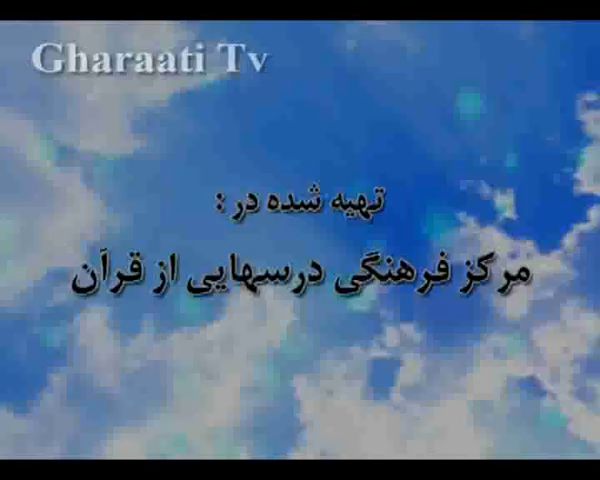 Gharaati Tv
تهیه شده در :
مرکز فرهنگی درسهایی از قرآن